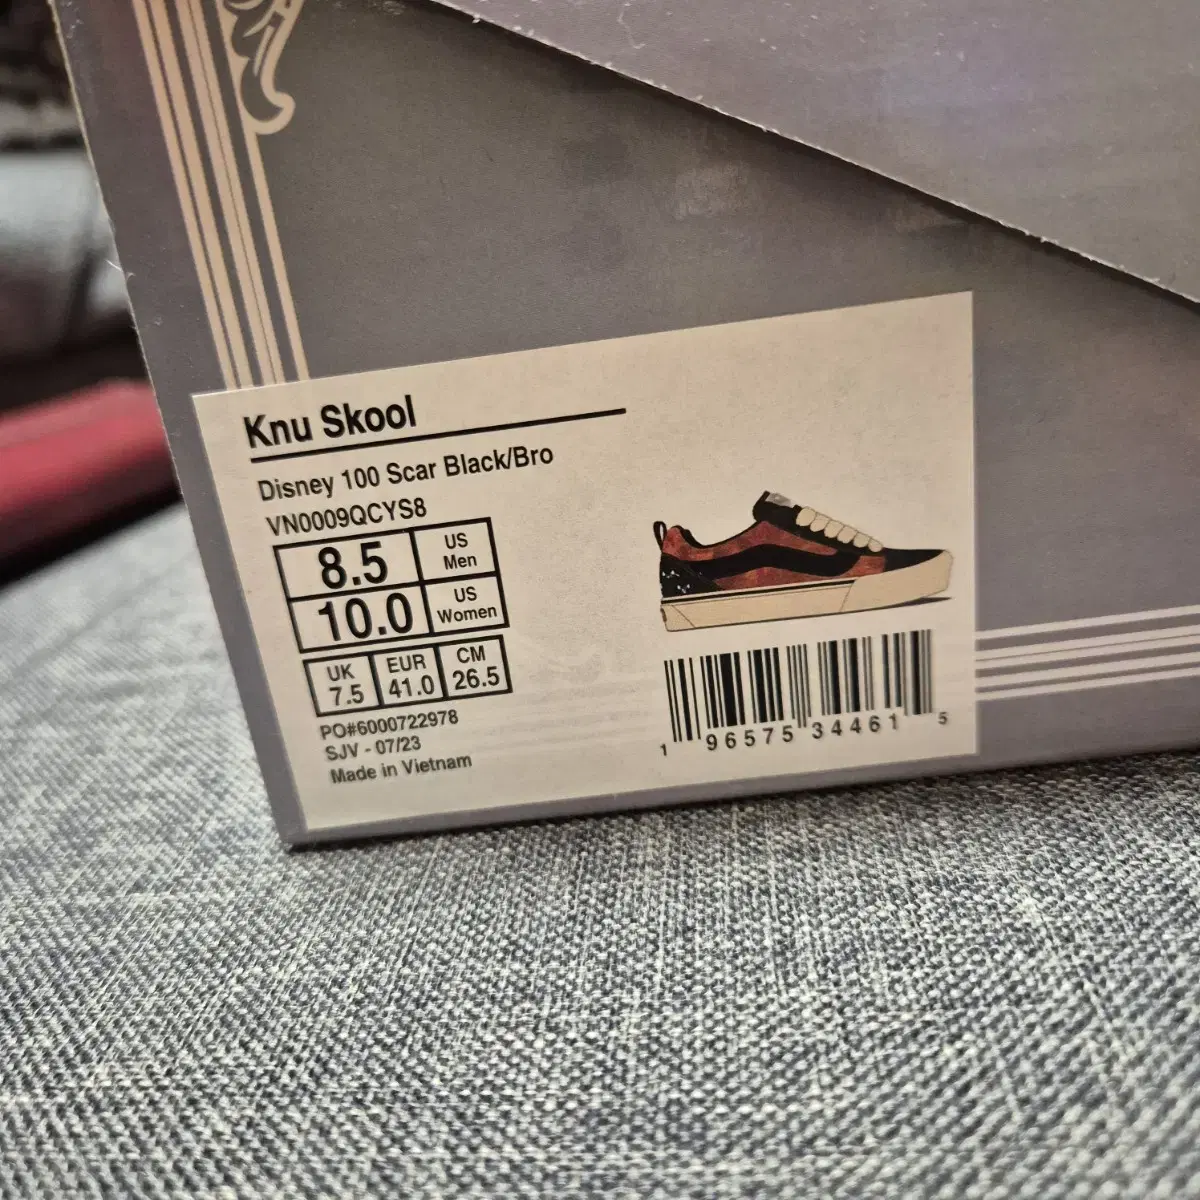 Knu Skool
Disney 100 Scar Black/Bro
VN0009QCYS8
8.5 US Men
10.0 US Women
UK EUR CM
7.5 41.0 26.5
PO#6000722978
SJV - 07/23
Made in Vietnam
1 96575 34461 5